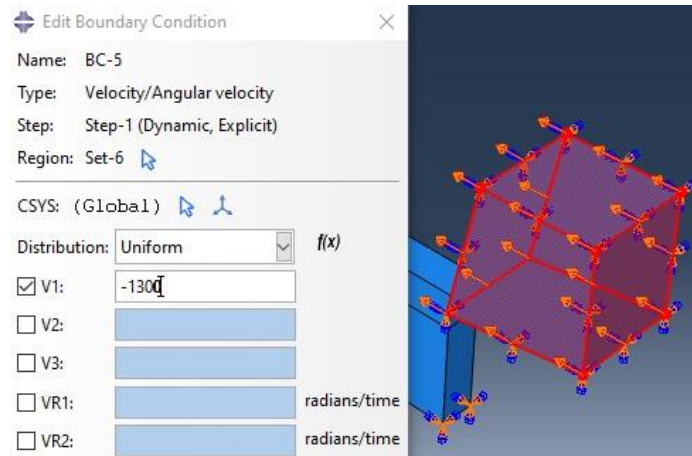 Edit Boundary Condition
Name: BC-5
Type: Velocity/Angular velocity
Step: Step-1 (Dynamic, Explicit)
Region: Set-6
CSYS: (Global)
Distribution: Uniform f(x)
V1: -1300
V2:
V3:
VR1: radians/time
VR2: radians/time